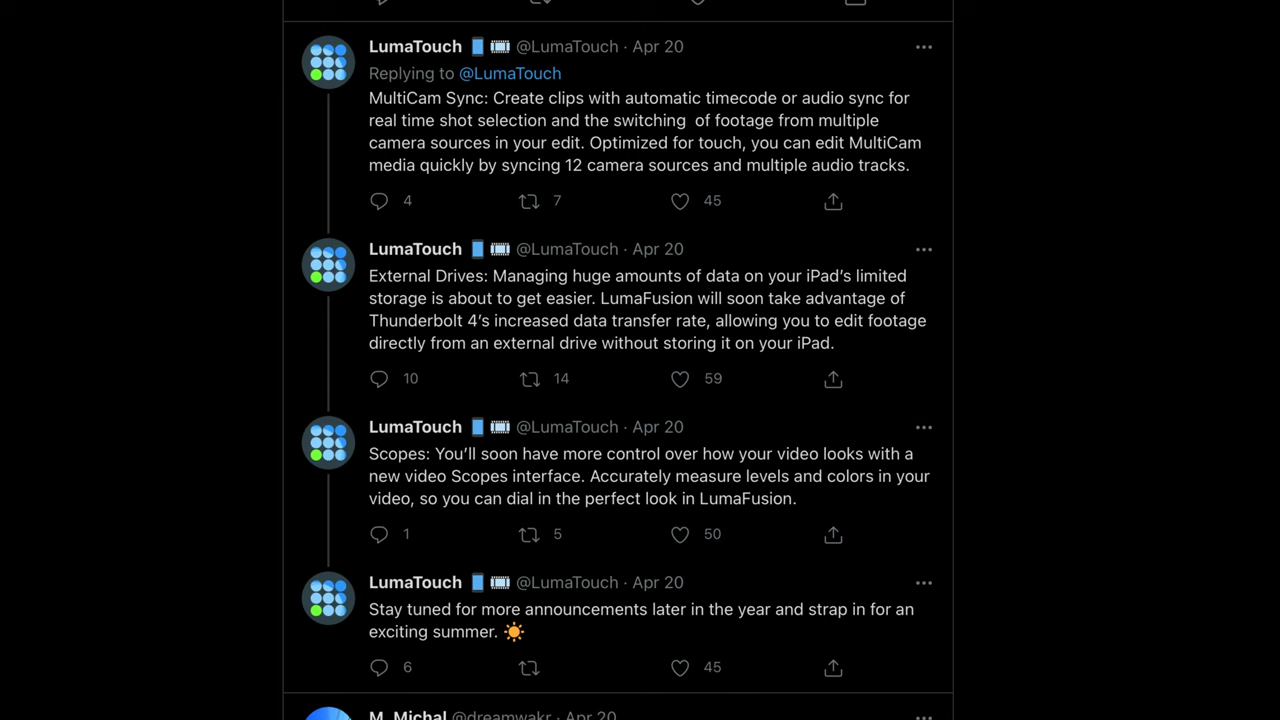 LumaTouch @LumaTouch · Apr 20
Replying to @LumaTouch
MultiCam Sync: Create clips with automatic timecode or audio sync for
real time shot selection and the switching of footage from multiple
camera sources in your edit. Optimized for touch, you can edit MultiCam
media quickly by syncing 12 camera sources and multiple audio tracks.
4 7 45
LumaTouch @LumaTouch · Apr 20
External Drives: Managing huge amounts of data on your iPad’s limited
storage is about to get easier. LumaFusion will soon take advantage of
Thunderbolt 4’s increased data transfer rate, allowing you to edit footage
directly from an external drive without storing it on your iPad.
10 14 59
LumaTouch @LumaTouch · Apr 20
Scopes: You’ll soon have more control over how your video looks with a
new video Scopes interface. Accurately measure levels and colors in your
video, so you can dial in the perfect look in LumaFusion.
1 5 50
LumaTouch @LumaTouch · Apr 20
Stay tuned for more announcements later in the year and strap in for an
exciting summer. ☀️
6 45
M. Michal @dreamwakr · Apr 20